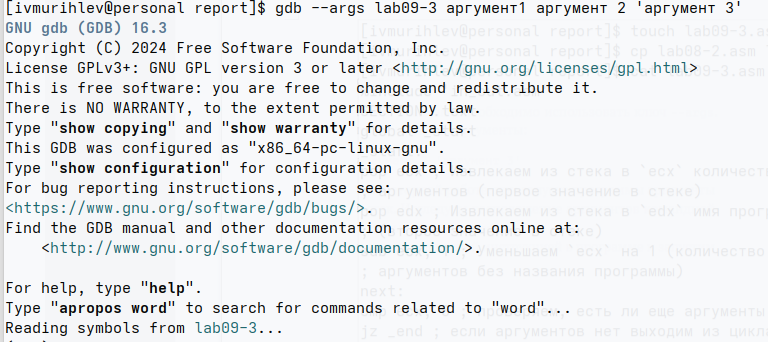 [ivmurihlev@personal report]$ gdb --args lab09-3 аргумент1 аргумент 2 'аргумент 3'
GNU gdb (GDB) 16.3
Copyright (C) 2024 Free Software Foundation, Inc.
License GPLv3+: GNU GPL version 3 or later <http://gnu.org/licenses/gpl.html>
This is free software: you are free to change and redistribute it.
There is NO WARRANTY, to the extent permitted by law.
Type "show copying" and "show warranty" for details.
This GDB was configured as "x86_64-pc-linux-gnu".
Type "show configuration" for configuration details.
For bug reporting instructions, please see:
<https://www.gnu.org/software/gdb/bugs/>.
Find the GDB manual and other documentation resources online at:
    <http://www.gnu.org/software/gdb/documentation/>.

For help, type "help".
Type "apropos word" to search for commands related to "word"...
Reading symbols from lab09-3...